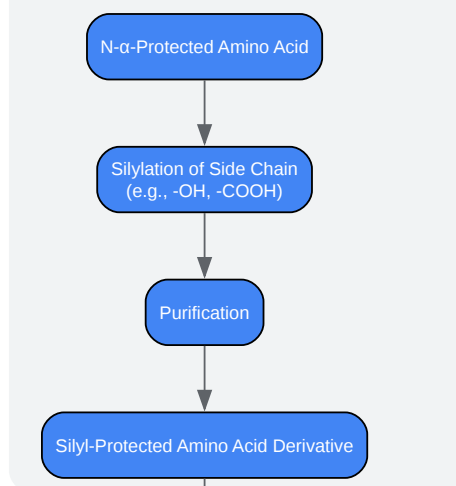 N-α-Protected Amino Acid
Silylation of Side Chain
(e.g., -OH, -COOH)
Purification
Silyl-Protected Amino Acid Derivative